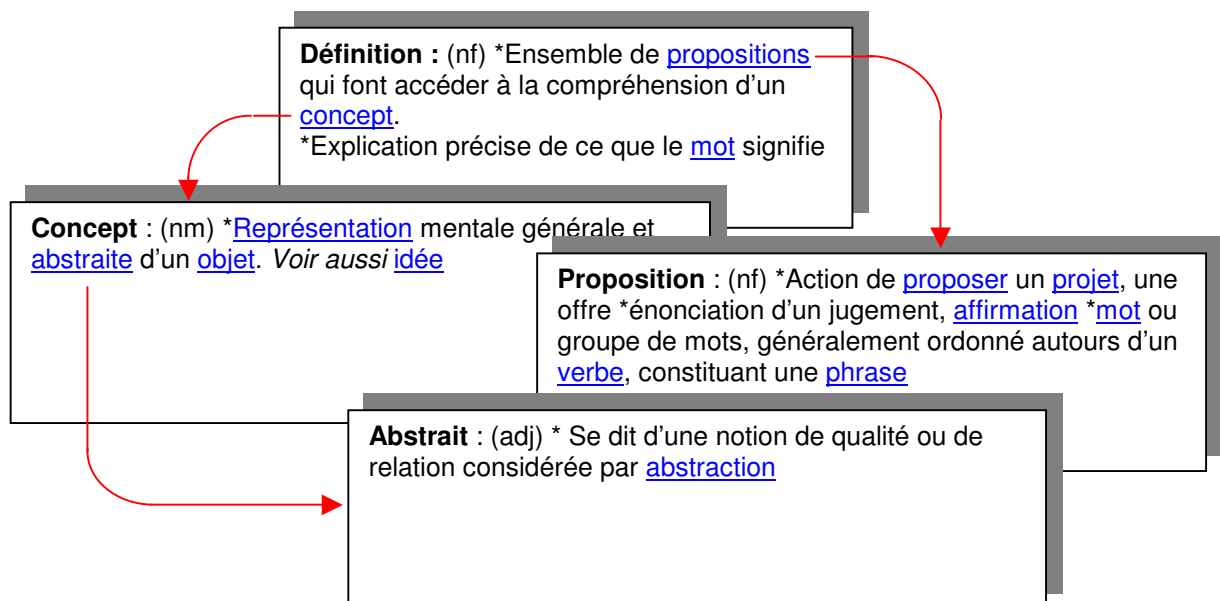 Définition : (nf) *Ensemble de propositions
qui font accéder à la compréhension d’un
concept.
*Explication précise de ce que le mot signifie
Concept : (nm) *Représentation mentale générale et
abstraite d’un objet. Voir aussi idée
Proposition : (nf) *Action de proposer un projet, une
offre *énonciation d’un jugement, affirmation *mot ou
groupe de mots, généralement ordonné autours d’un
verbe, constituant une phrase
Abstrait : (adj) * Se dit d’une notion de qualité ou de
relation considérée par abstraction